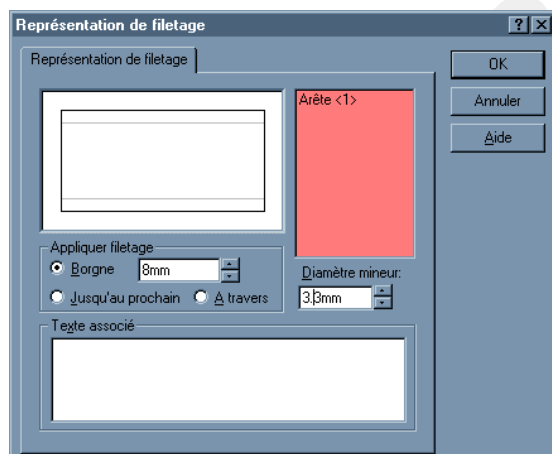 Représentation de filetage
Représentation de filetage
OK
Annuler
Aide
Arête <1>
Appliquer filetage
Borgne 8mm
Jusqu'au prochain A travers
Diamètre mineur:
3.3mm
Texte associé